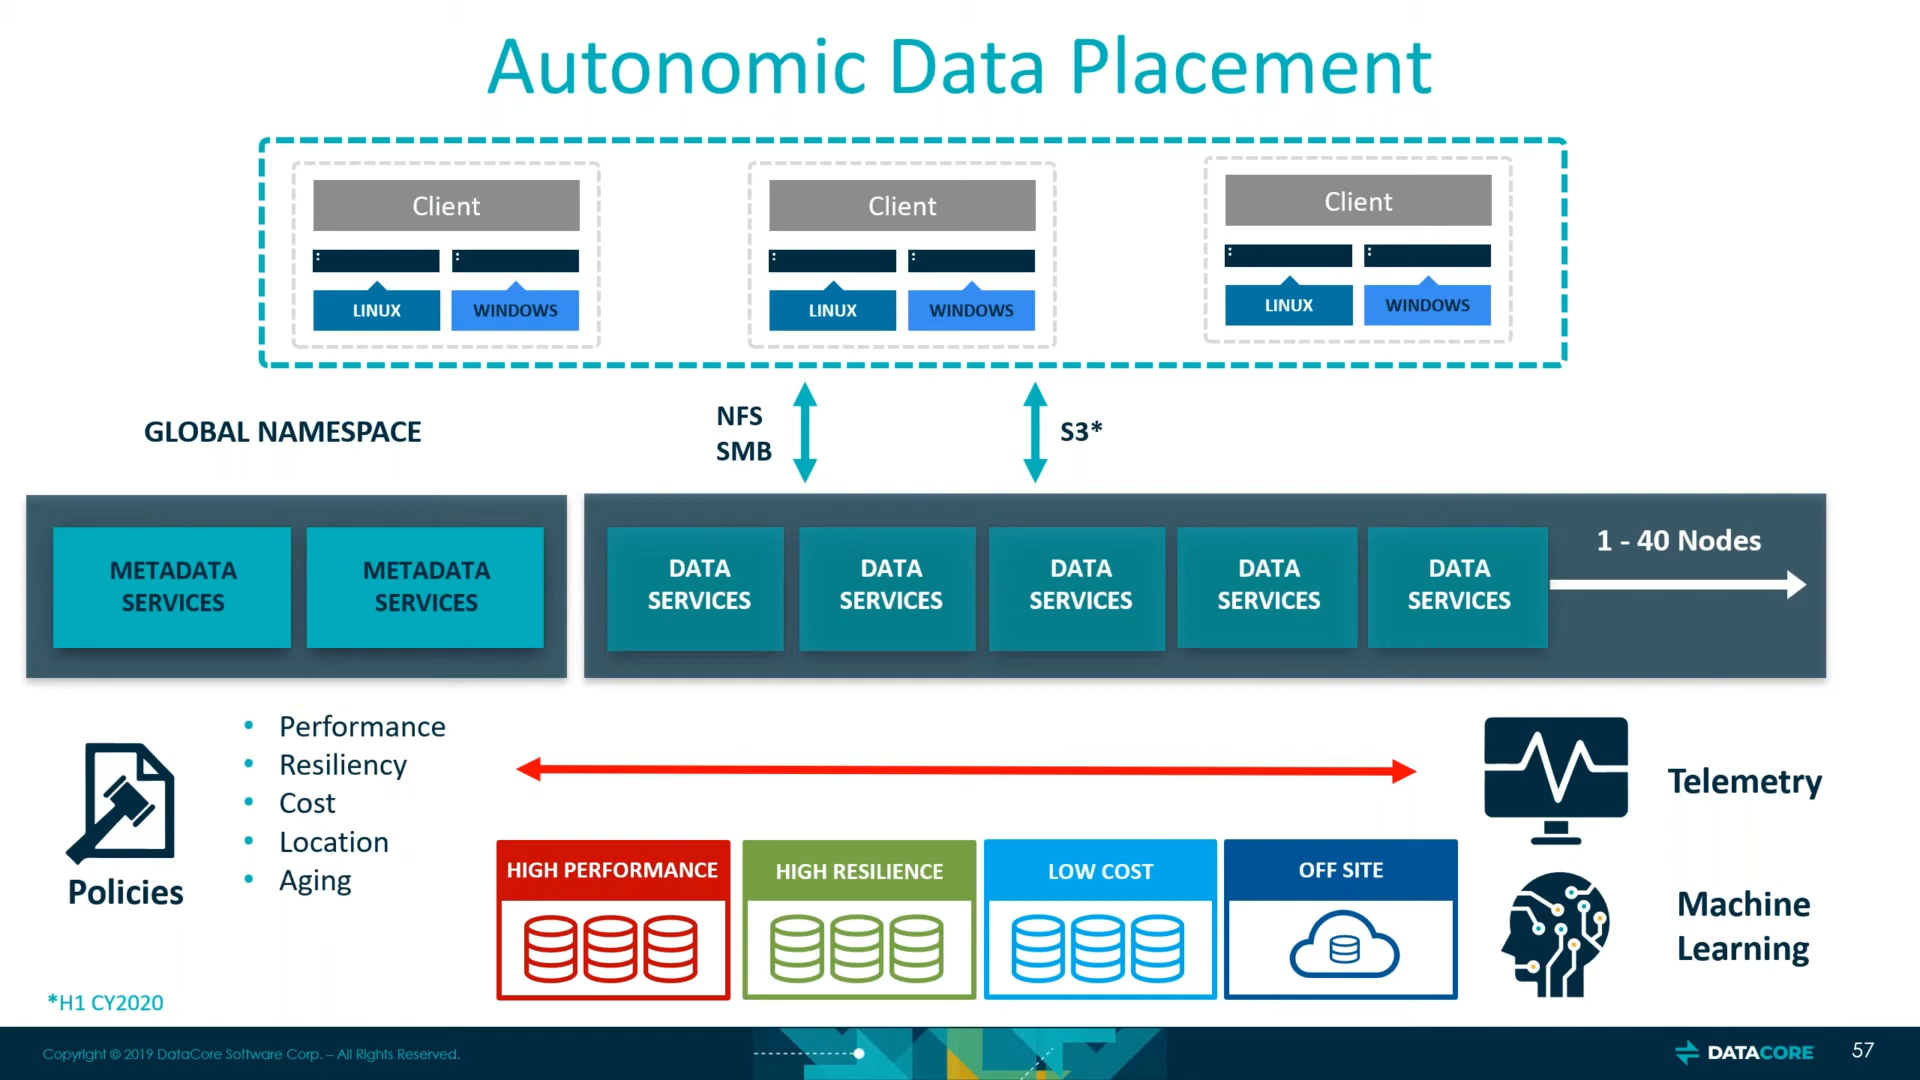 Autonomic Data Placement
Client
LINUX
WINDOWS
Client
LINUX
WINDOWS
Client
LINUX
WINDOWS
GLOBAL NAMESPACE
NFS
SMB
S3*
METADATA
SERVICES
METADATA
SERVICES
DATA
SERVICES
DATA
SERVICES
DATA
SERVICES
DATA
SERVICES
DATA
SERVICES
1 - 40 Nodes
Policies
• Performance
• Resiliency
• Cost
• Location
• Aging
HIGH PERFORMANCE
HIGH RESILIENCE
LOW COST
OFF SITE
Telemetry
Machine
Learning
*H1 CY2020
Copyright © 2019 DataCore Software Corp. – All Rights Reserved.
DATACORE
57